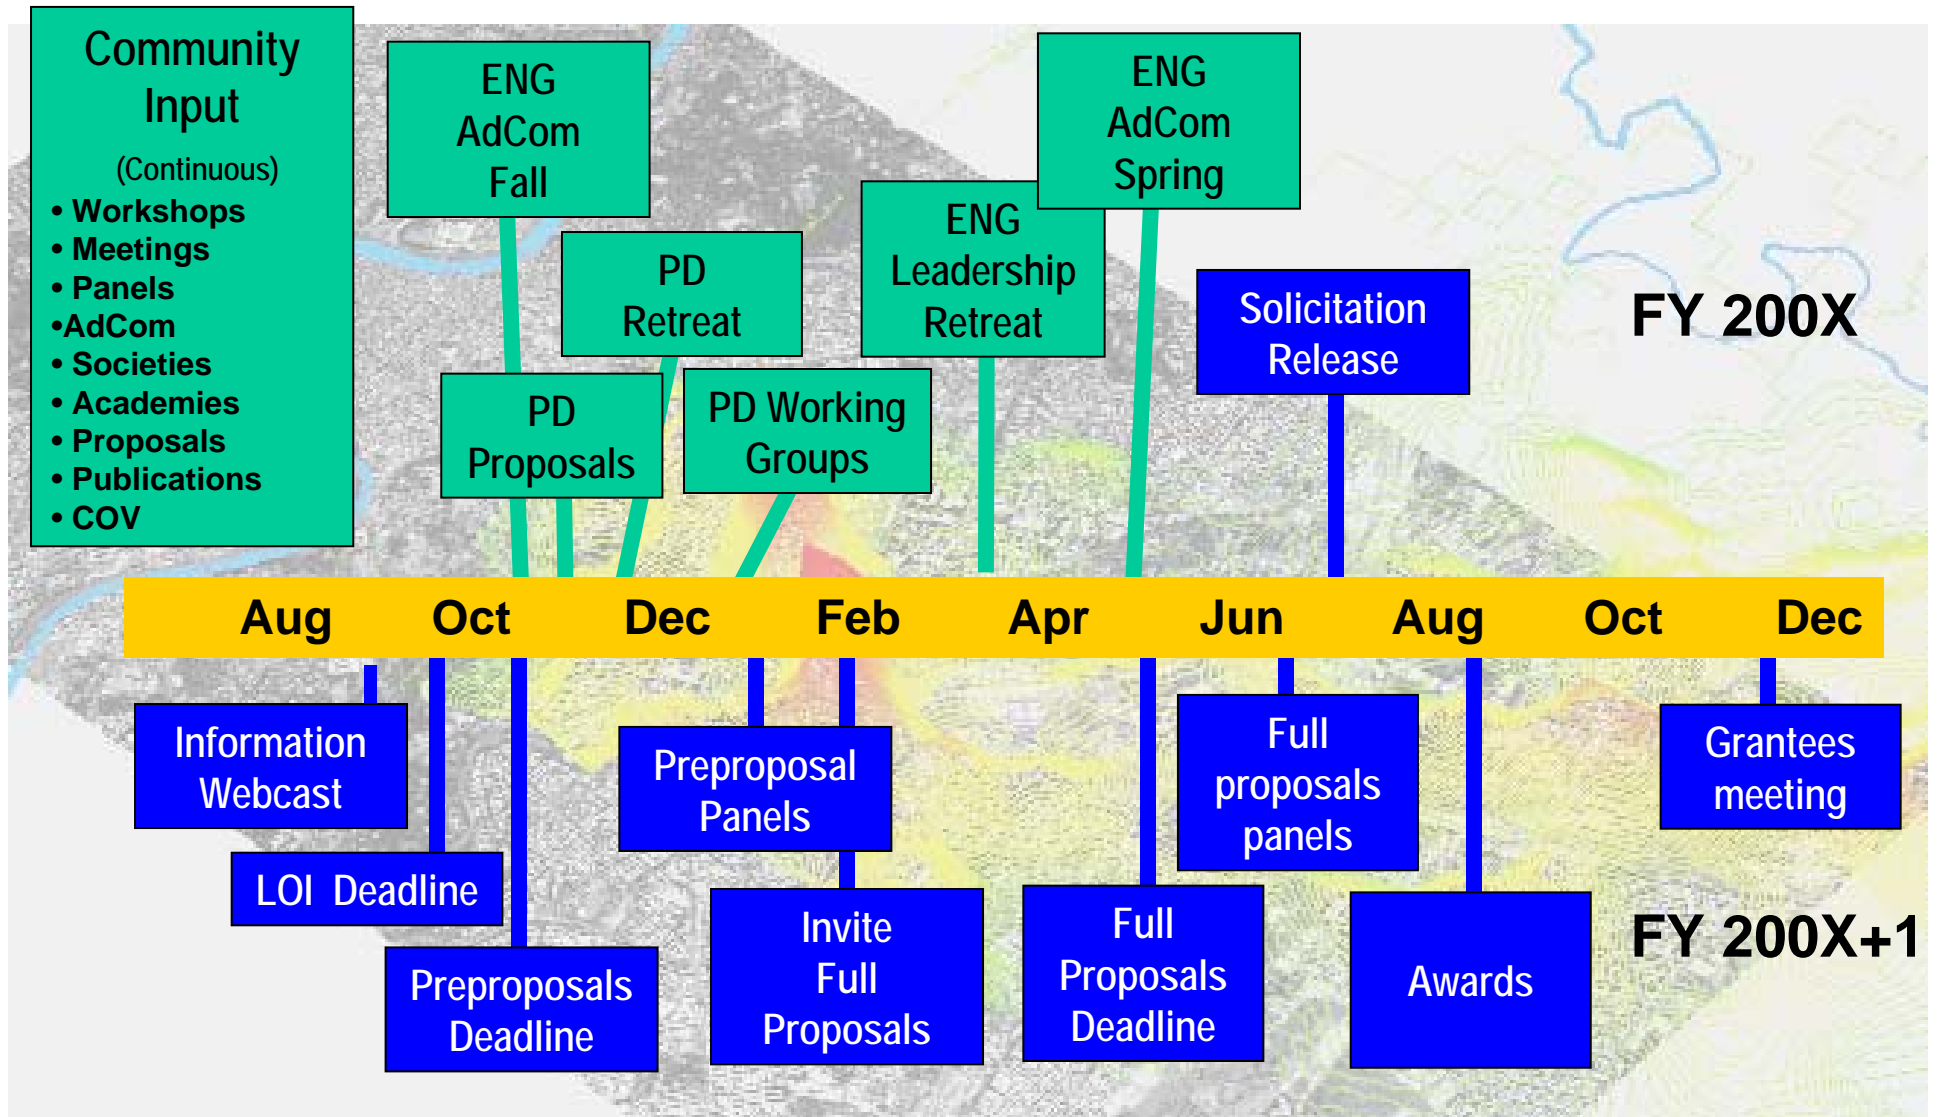 Community
Input
(Continuous)
• Workshops
• Meetings
• Panels
•AdCom
• Societies
• Academies
• Proposals
• Publications
• COV
ENG
AdCom
Fall
PD
Retreat
PD
Proposals
PD Working
Groups
ENG
Leadership
Retreat
ENG
AdCom
Spring
Solicitation
Release
FY 200X
Aug Oct Dec Feb Apr Jun Aug Oct Dec
Information
Webcast
LOI Deadline
Preproposals
Deadline
Preproposal
Panels
Invite
Full
Proposals
Full
Proposals
Deadline
Full
proposals
panels
Awards
Grantees
meeting
FY 200X+1